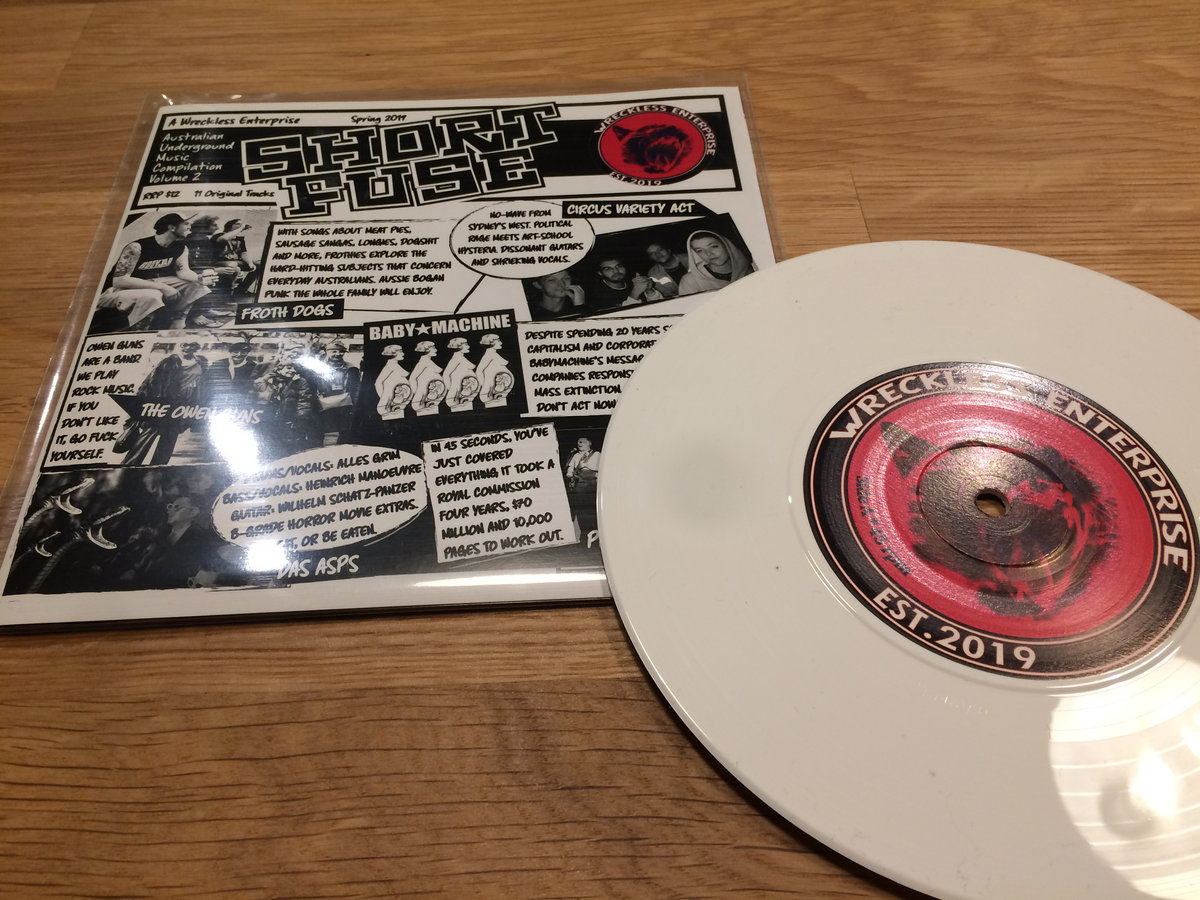 A Wreckless Enterprise
Spring 2019
Australian
Underground
Music
Compilation
Volume 2
SHORT
FUSE
WRECKLESS ENTERPRISE
EST. 2019
RRP $12
11 Original Tracks
WITH SONGS ABOUT MEAT PIES,
SAUSAGE SANGAS, LONGIES, DOGSHIT
AND MORE, FROTHIES EXPLORE THE
HARD-HITTING SUBJECTS THAT CONCERN
EVERYDAY AUSTRALIANS. AUSSIE BOGAN
PUNK THE WHOLE FAMILY WILL ENJOY.
FROTH DOGS
NO-WAVE FROM
SYDNEY'S WEST. POLITICAL
RAGE MEETS ART-SCHOOL
HYSTERIA. DISSONANT GUITARS
AND SHRIEKING VOCALS.
CIRCUS VARIETY ACT
OWEN GUNS
ARE A BAND.
WE PLAY
ROCK MUSIC.
IF YOU
DON'T LIKE
IT, GO FUCK
YOURSELF.
THE OWEN GUNS
BABY★MACHINE
DESPITE SPENDING 20 YEARS
CAPITALISM AND
BABYMACHINE'S
COMPANIES
MASS EXTINCTION
DON'T ACT NOW
VOCALS: ALLES GRIM
BASS/VOCALS: HEINRICH MANOEUVRE
GUITAR: WILHELM SCHATZ-PANZER
B-GRADE HORROR MOVIE EXTRAS.
OR BE EATEN.
DAS ASPS
IN 45 SECONDS, YOU'VE
JUST COVERED
EVERYTHING IT TOOK A
ROYAL COMMISSION
FOUR YEARS, $70
MILLION AND 10,000
PAGES TO WORK OUT.
P
WRECKLESS ENTERPRISE
EST. 2019